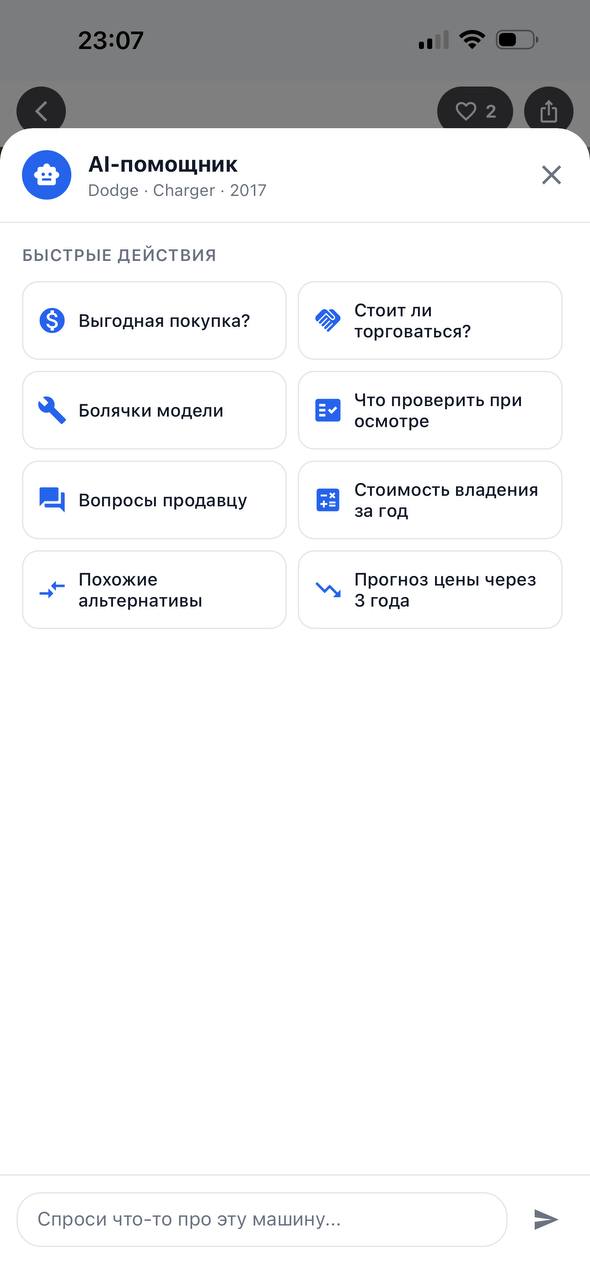 23:07
2
AI-помощник
Dodge · Charger · 2017
БЫСТРЫЕ ДЕЙСТВИЯ
Выгодная покупка?
Стоит ли
торговаться?
Болячки модели
Что проверить при
осмотре
Вопросы продавцу
Стоимость владения
за год
Похожие
альтернативы
Прогноз цены через
3 года
Спроси что-то про эту машину...